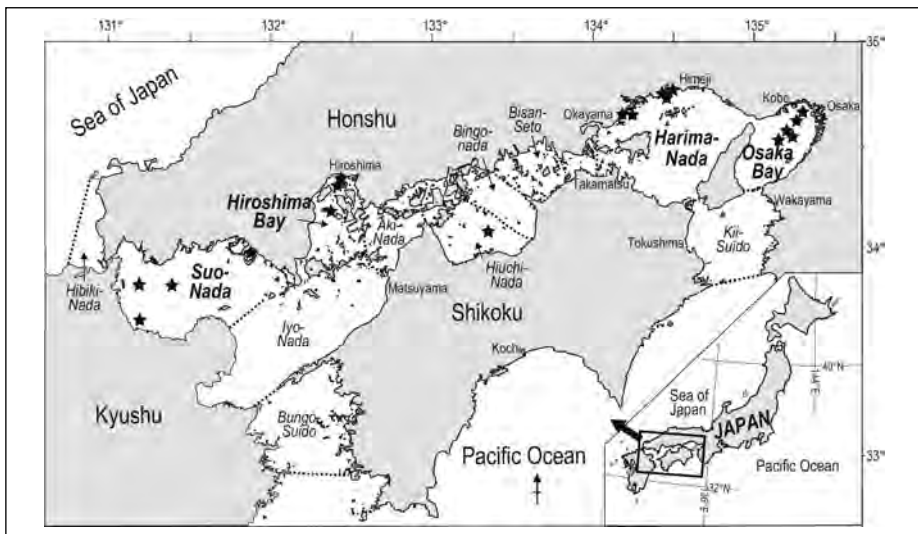 131°
132°
133°
134°
135°
35°
Sea of Japan
Honshu
Himeji
Kobe
Osaka
Okayama
Bisan-
Seto
Bingo-
nada
Harima-
Nada
Osaka
Bay
Hiroshima
Hiroshima
Bay
Takamatsu
Wakayama
Aki-
Nada
Kii-
Suido
Tokushima
34°
Hibiki-
Nada
Suo-
Nada
Hiuchi-
Nada
Matsuyama
Iyo-
Nada
Shikoku
Kochi
Kyushu
Bungo-
Suido
Pacific Ocean
33°
Sea of
Japan
JAPAN
Pacific Ocean
40°N
144°E
32°N
136°E